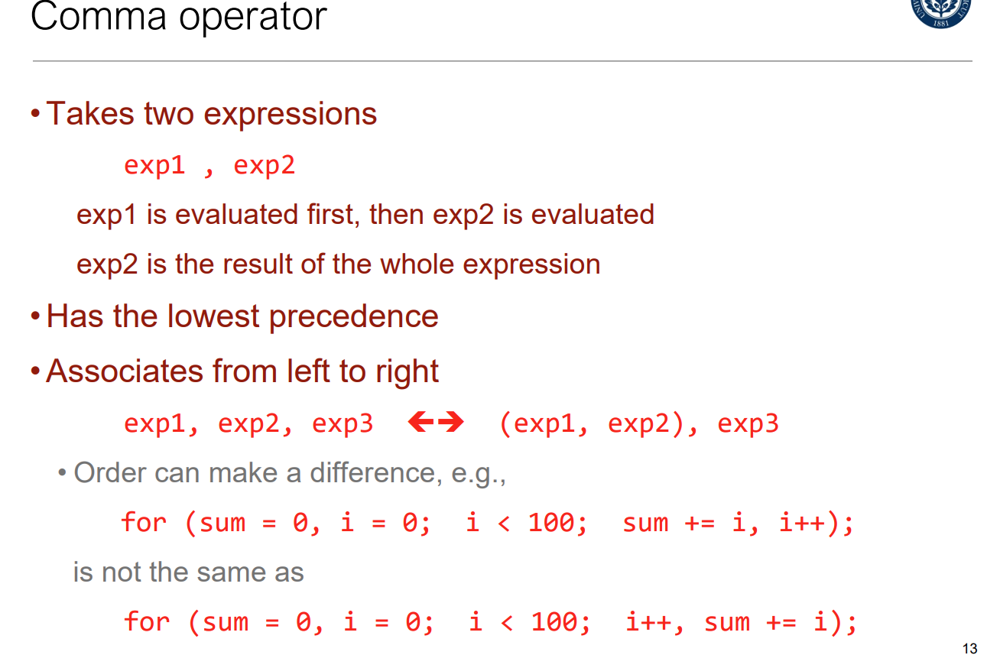 Comma operator
1881
• Takes two expressions
exp1 , exp2
exp1 is evaluated first, then exp2 is evaluated
exp2 is the result of the whole expression
• Has the lowest precedence
• Associates from left to right
exp1, exp2, exp3 ←→ (exp1, exp2), exp3
• Order can make a difference, e.g.,
for (sum = 0, i = 0; i < 100; sum += i, i++);
is not the same as
for (sum = 0, i = 0; i < 100; i++, sum += i);
13